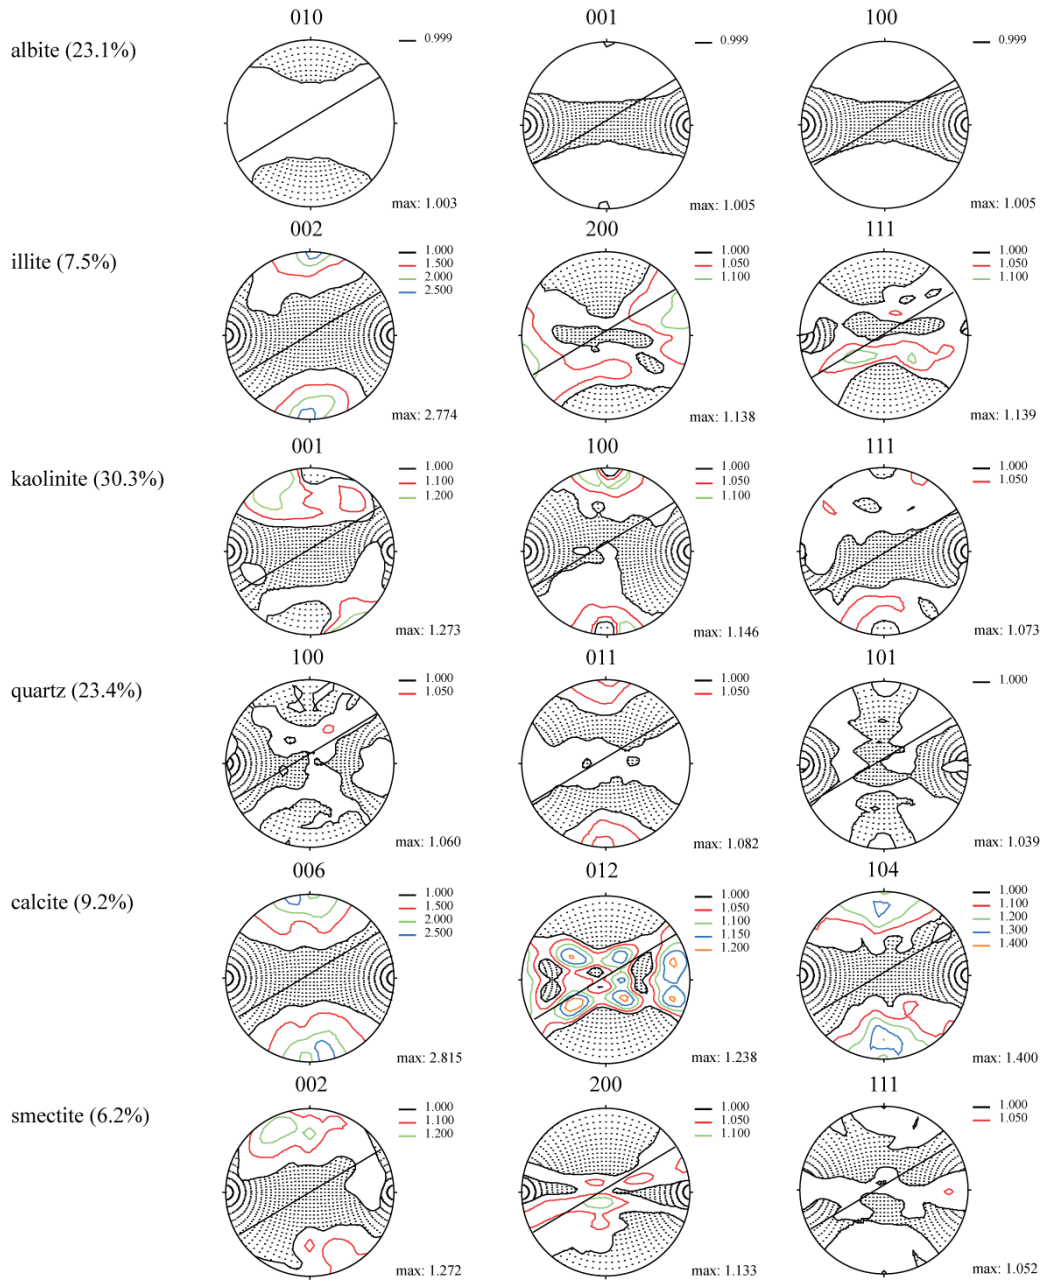 010 001 100
albite (23.1%) 0.999 0.999 0.999
max: 1.003 max: 1.005 max: 1.005
002 200 111
illite (7.5%) 1.000 1.000 1.000
1.500 1.050 1.050
2.000 1.100 1.100
2.500
max: 2.774 max: 1.138 max: 1.139
001 100 111
kaolinite (30.3%) 1.000 1.000 1.000
1.100 1.050 1.050
1.200 1.100
max: 1.273 max: 1.146 max: 1.073
100 011 101
quartz (23.4%) 1.000 1.000 1.000
1.050 1.050
max: 1.060 max: 1.082 max: 1.039
006 012 104
calcite (9.2%) 1.000 1.000 1.000
1.500 1.050 1.100
2.000 1.100 1.200
2.500 1.150 1.300
1.200 1.400
max: 2.815 max: 1.238 max: 1.400
002 200 111
smectite (6.2%) 1.000 1.000 1.000
1.100 1.050 1.050
1.200 1.100
max: 1.272 max: 1.133 max: 1.052